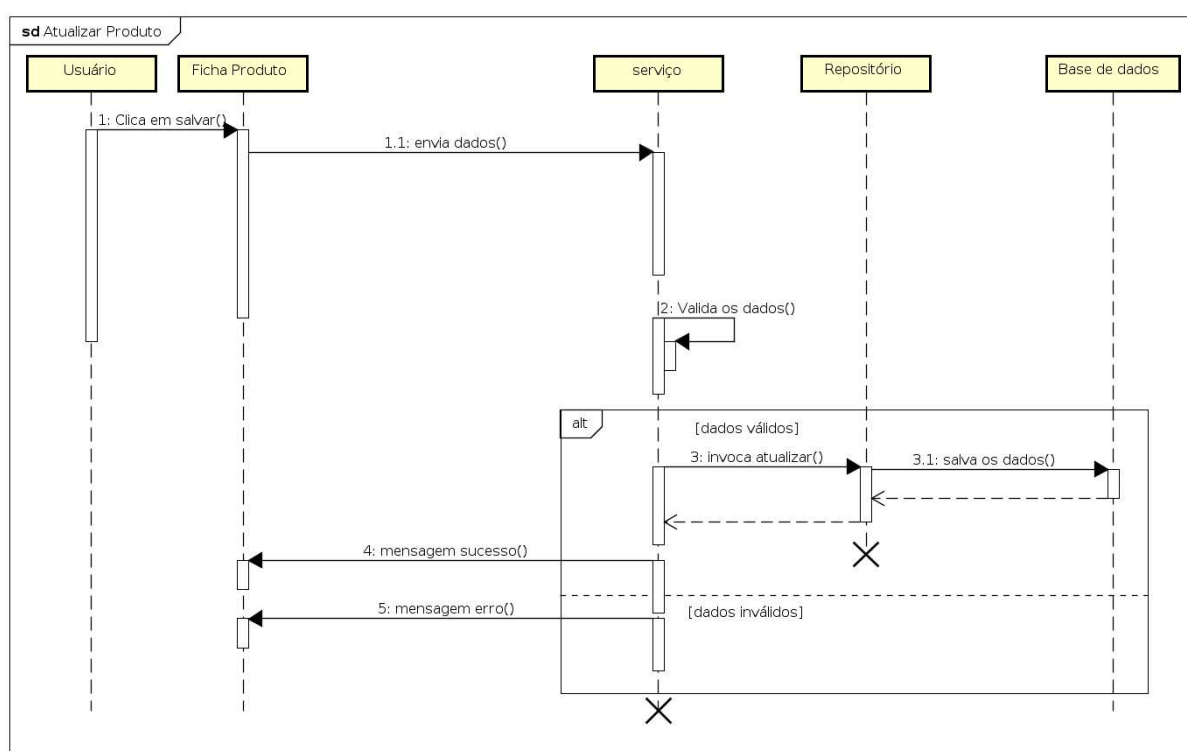 sd Atualizar Produto
Usuário
Ficha Produto
serviço
Repositório
Base de dados
1: Clica em salvar()
1.1: envia dados()
2: Valida os dados()
alt
[dados válidos]
3: invoca atualizar()
3.1: salva os dados()
4: mensagem sucesso()
5: mensagem erro()
[dados inválidos]